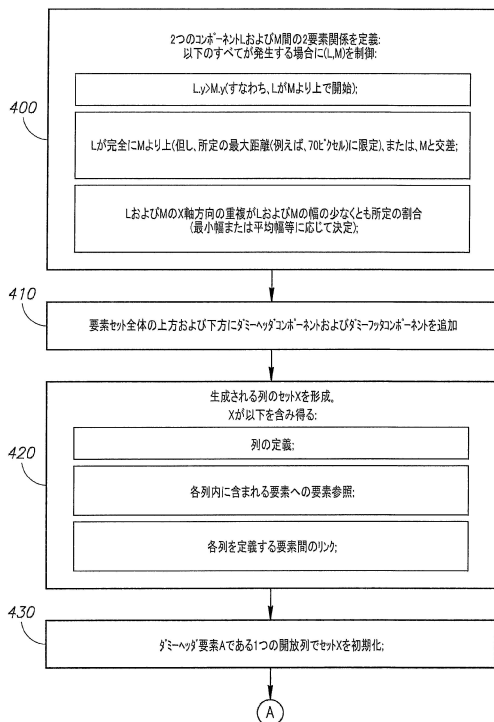 2つのコンポーネントLおよびM間の2要素関係を定義:
以下のすべてが発生する場合に(L,M)を制御:
400
L.y>M.y(すなわち、LがMより上で開始);
Lが完全にMより上(但し、所定の最大距離(例えば、70ピクセル)に限定)、または、Mと交差;
LおよびMのX軸方向の重複がLおよびMの幅の少なくとも所定の割合
(最小幅または平均幅等に応じて決定);
410
要素セット全体の上方および下方にダミーヘッダコンポーネントおよびダミーフッタコンポーネントを追加
420
生成される列のセットXを形成。
Xが以下を含み得る:
列の定義;
各列内に含まれる要素への要素参照;
各列を定義する要素間のリンク;
430
ダミーヘッダ要素Aである1つの開放列でセットXを初期化;
A